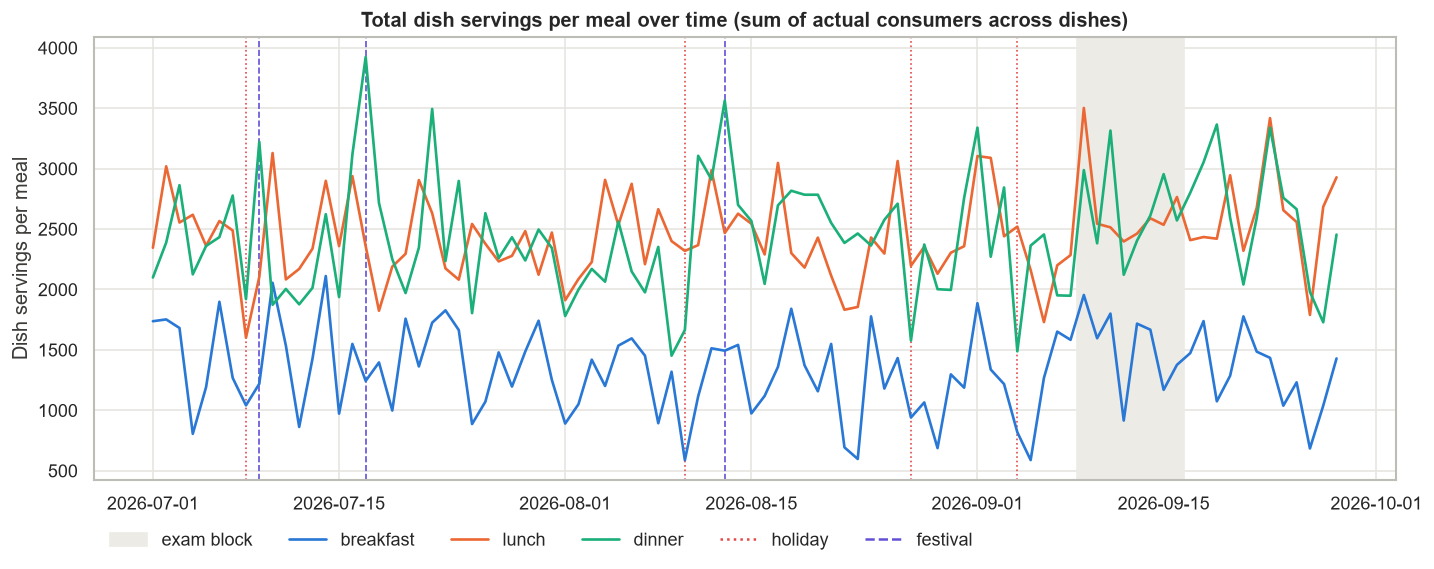 Total dish servings per meal over time (sum of actual consumers across dishes)
Dish servings per meal
4000
3500
3000
2500
2000
1500
1000
500
2026-07-01 2026-07-15 2026-08-01 2026-08-15 2026-09-01 2026-09-15 2026-10-01
exam block breakfast lunch dinner holiday festival